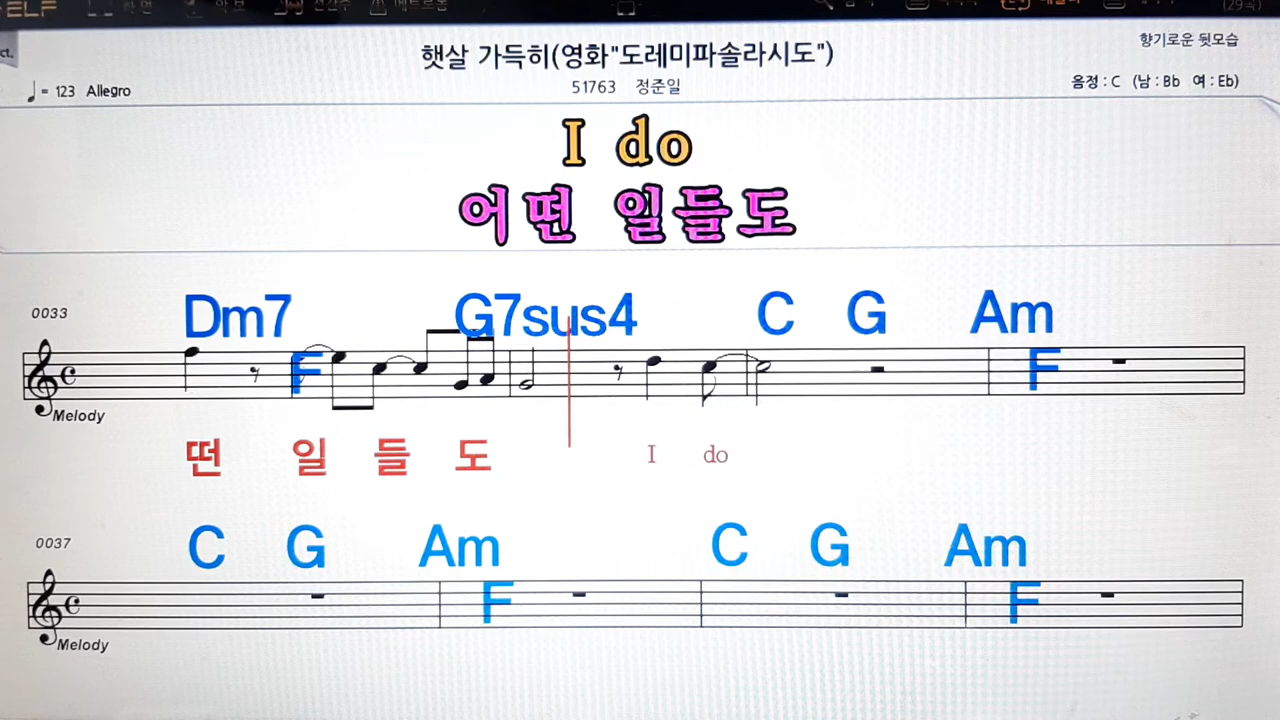 ELF
햇살 가득히(영화"도레미파솔라시도")
향기로운 뒷모습
♩= 123 Allegro
51763 정준일
음정 : C (남 : Bb 여 : Eb)
I do
어떤 일들도
0033
Dm7 F G7sus4 C G Am F
Melody
떤 일 들 도 I do
0037
C G Am F C G Am F
Melody